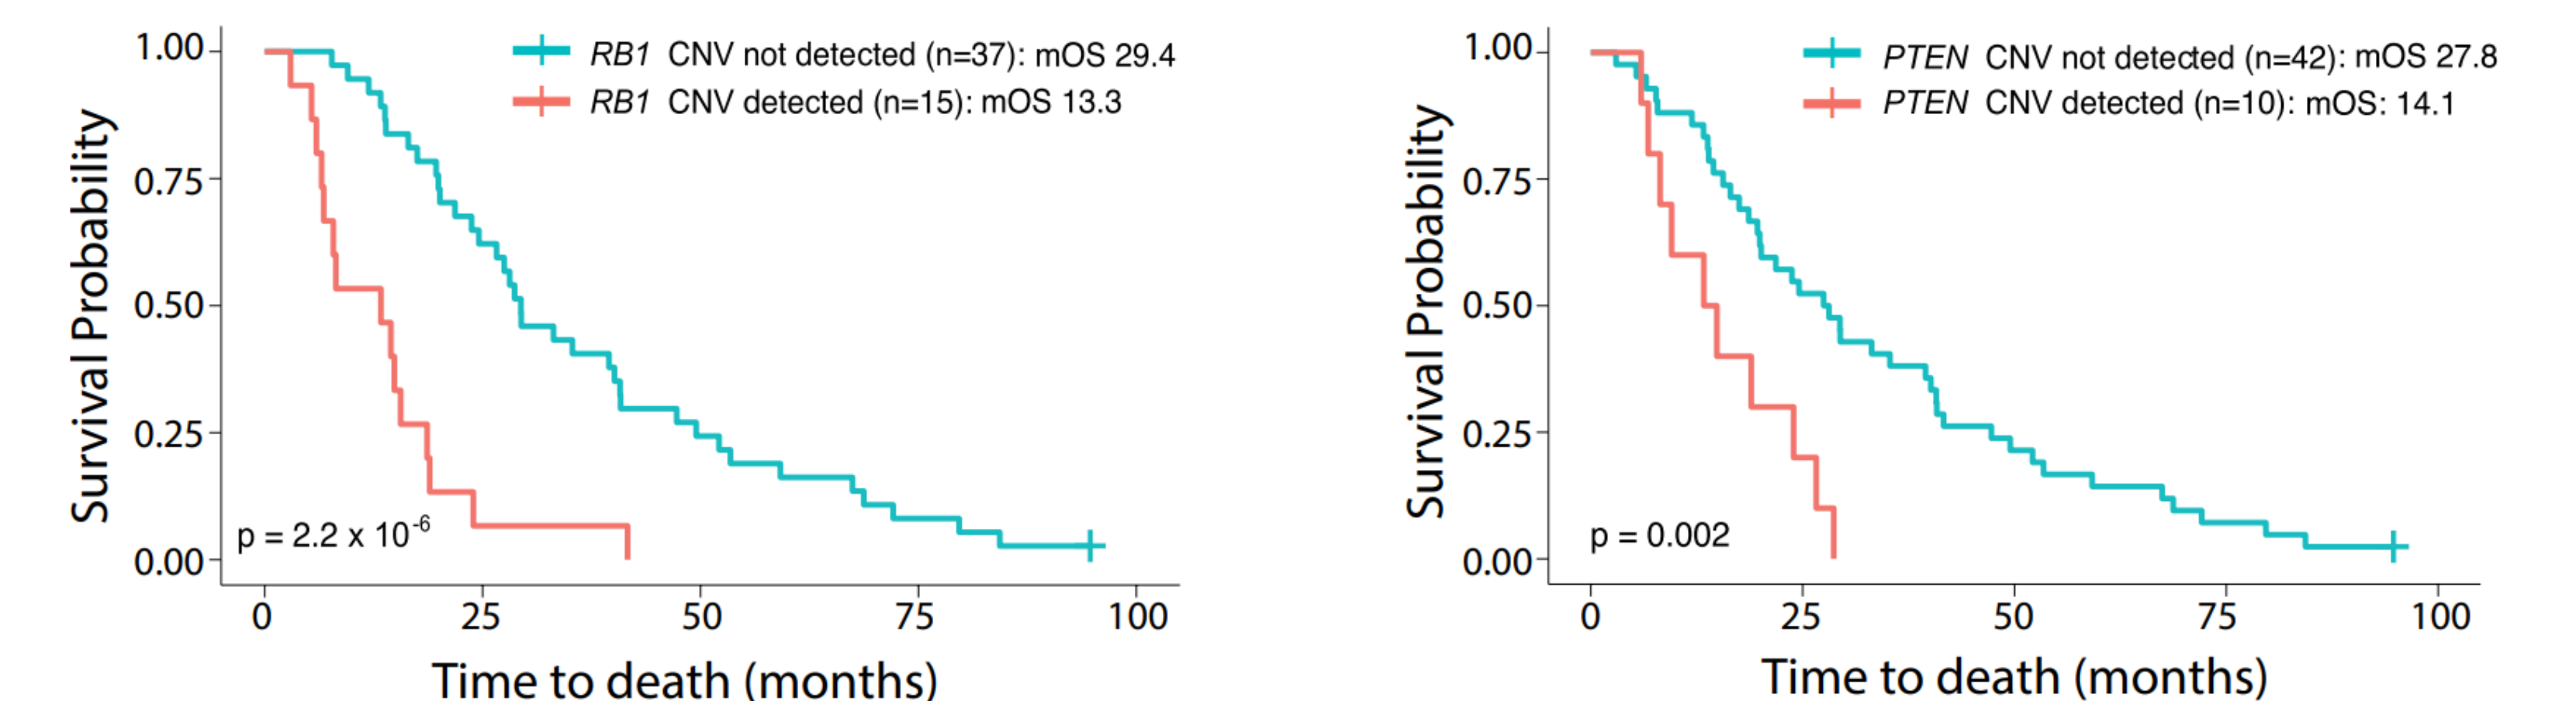 Survival Probability
1.00
0.75
0.50
0.25
0.00
RB1 CNV not detected (n=37): mOS 29.4
RB1 CNV detected (n=15): mOS 13.3
p = 2.2 x 10⁻⁶
0 25 50 75 100
Time to death (months)
Survival Probability
1.00
0.75
0.50
0.25
0.00
PTEN CNV not detected (n=42): mOS 27.8
PTEN CNV detected (n=10): mOS: 14.1
p = 0.002
0 25 50 75 100
Time to death (months)